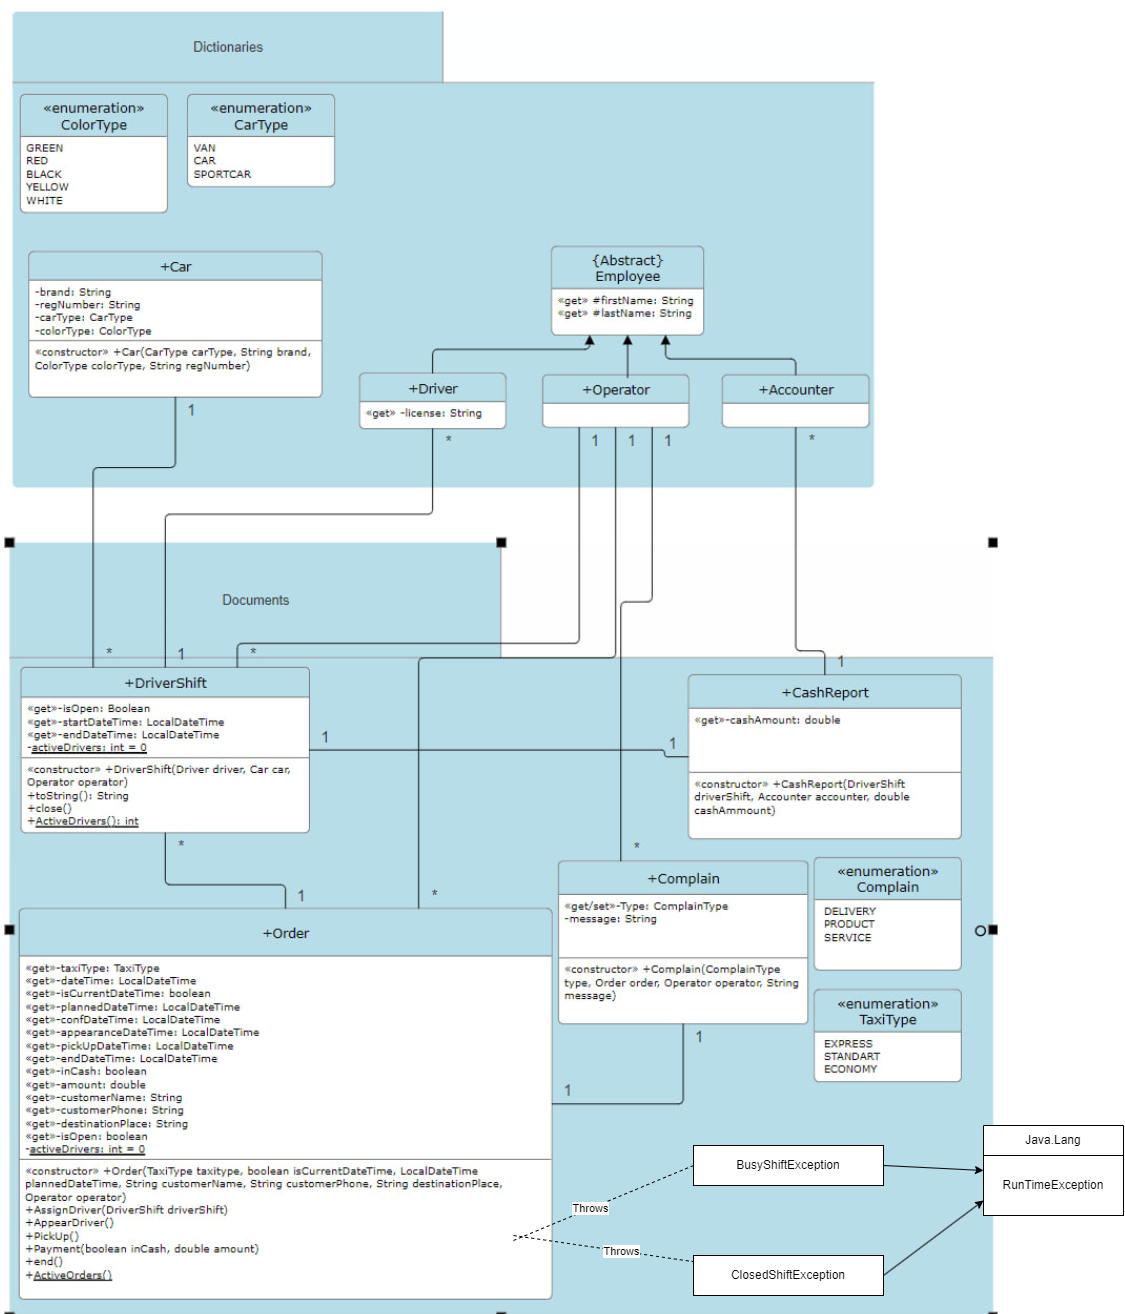 Dictionaries
«enumeration»
ColorType
GREEN
RED
BLACK
YELLOW
WHITE
«enumeration»
CarType
VAN
CAR
SPORTCAR
+Car
-brand: String
-regNumber: String
-carType: CarType
-colorType: ColorType
«constructor» +Car(CarType carType, String brand,
ColorType colorType, String regNumber)
{Abstract}
Employee
«get» #firstName: String
«get» #lastName: String
+Driver
«get» -license: String
+Operator
+Accounter
1
*
1
1
1
*
Documents
*
1
*
1
+DriverShift
«get»-isOpen: Boolean
«get»-startDateTime: LocalDateTime
«get»-endDateTime: LocalDateTime
-activeDrivers: int = 0
«constructor» +DriverShift(Driver driver, Car car,
Operator operator)
+toString(): String
+close()
+ActiveDrivers(): int
1
1
+CashReport
«get»-cashAmount: double
«constructor» +CashReport(DriverShift
driverShift, Accounter accounter, double
cashAmmount)
*
1
*
*
+Order
«get»-taxiType: TaxiType
«get»-dateTime: LocalDateTime
«get»-isCurrentDateTime: boolean
«get»-plannedDateTime: LocalDateTime
«get»-confDateTime: LocalDateTime
«get»-appearanceDateTime: LocalDateTime
«get»-pickUpDateTime: LocalDateTime
«get»-endDateTime: LocalDateTime
«get»-inCash: boolean
«get»-amount: double
«get»-customerName: String
«get»-customerPhone: String
«get»-destinationPlace: String
«get»-isOpen: boolean
-activeDrivers: int = 0
«constructor» +Order(TaxiType taxitype, boolean isCurrentDateTime, LocalDateTime
plannedDateTime, String customerName, String customerPhone, String destinationPlace,
Operator operator)
+AssignDriver(DriverShift driverShift)
+AppearDriver()
+PickUp()
+Payment(boolean inCash, double amount)
+end()
+ActiveOrders()
+Complain
«get/set»-Type: ComplainType
-message: String
«constructor» +Complain(ComplainType
type, Order order, Operator operator, String
message)
1
1
«enumeration»
Complain
DELIVERY
PRODUCT
SERVICE
«enumeration»
TaxiType
EXPRESS
STANDART
ECONOMY
Throws
Throws
BusyShiftException
ClosedShiftException
Java.Lang
RunTimeException